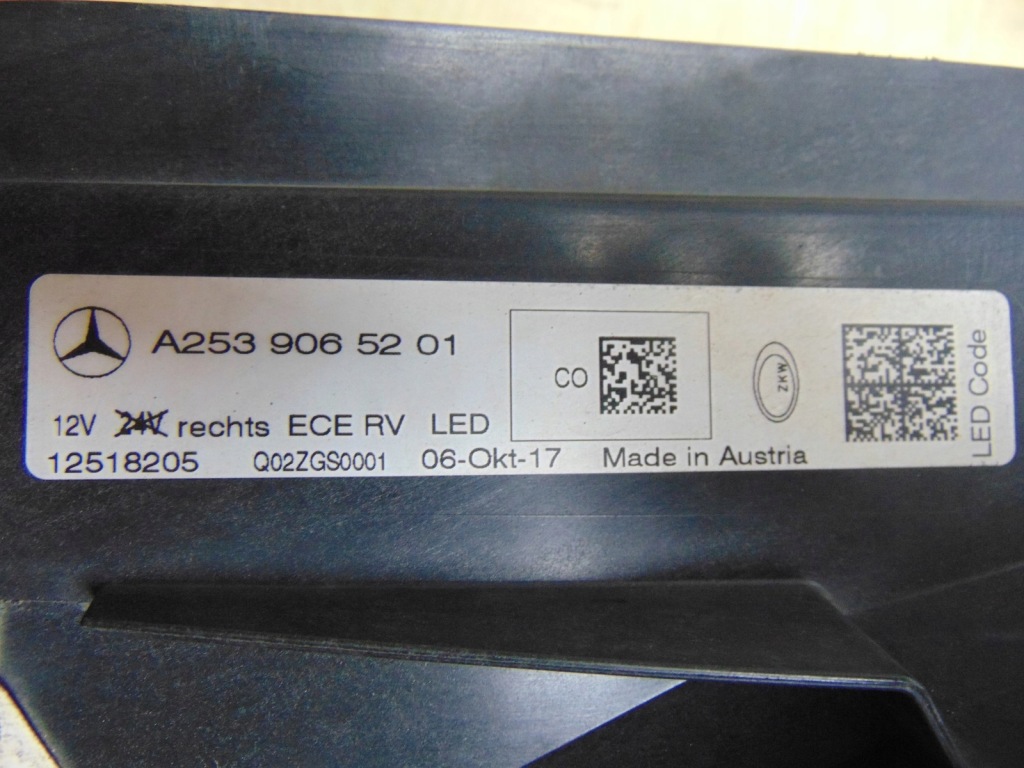 A253 906 52 01
CO
ZKW
12V 24V rechts ECE RV LED
12518205 Q02ZGS0001 06-Okt-17 Made in Austria
LED Code